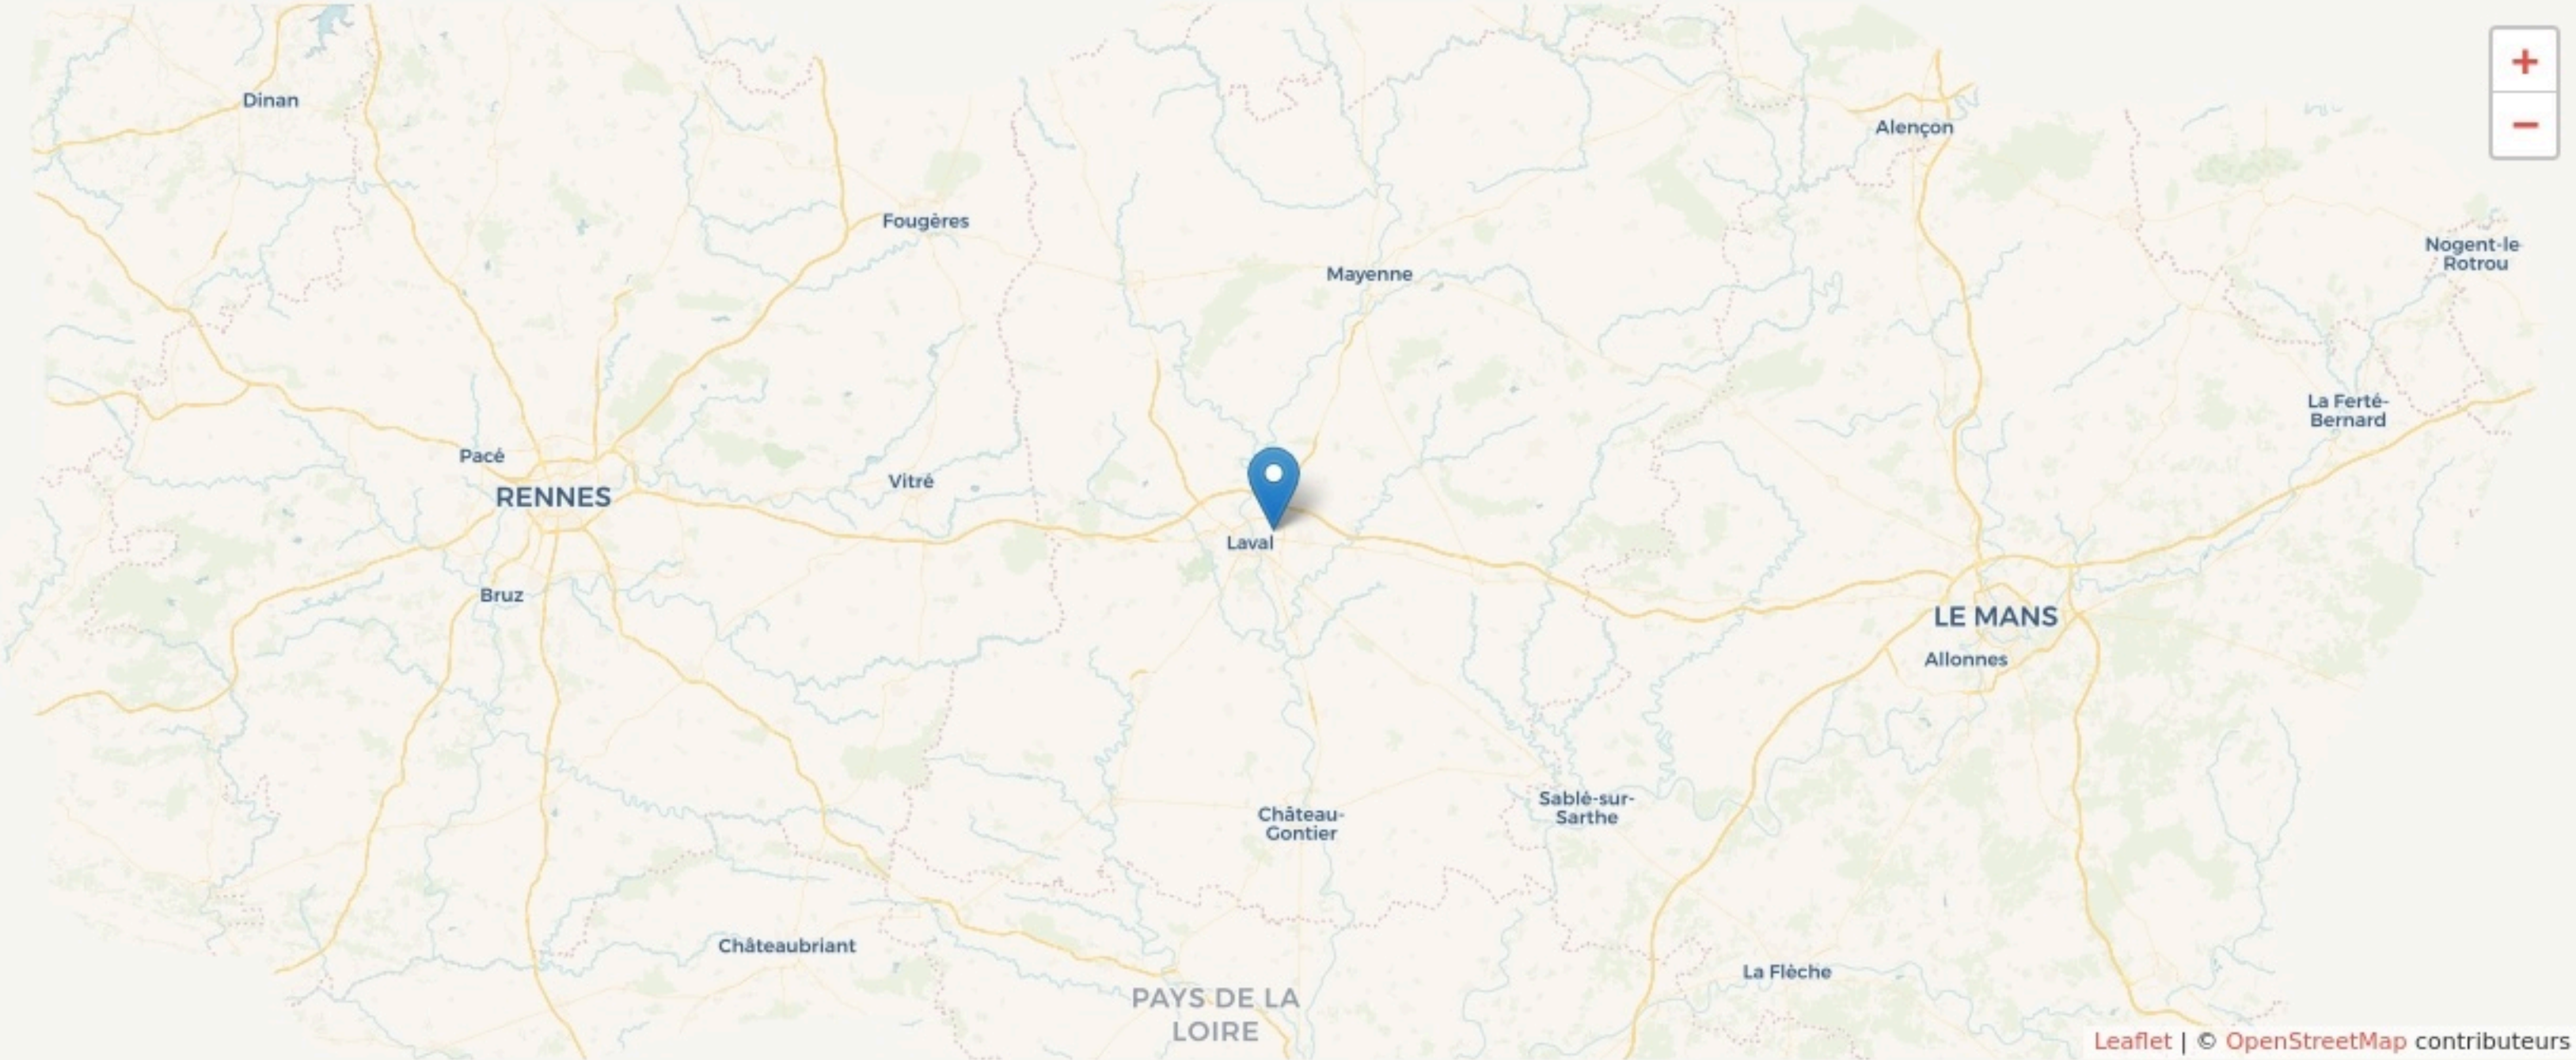 +
−
Dinan
Alençon
Fougères
Nogent-le-
Rotrou
Mayenne
La Ferté-
Bernard
Pacé
Vitré
RENNES
Laval
Bruz
LE MANS
Allonnes
Sablé-sur-
Sarthe
Château-
Gontier
Châteaubriant
La Flèche
PAYS DE LA
LOIRE
Leaflet | © OpenStreetMap contributeurs